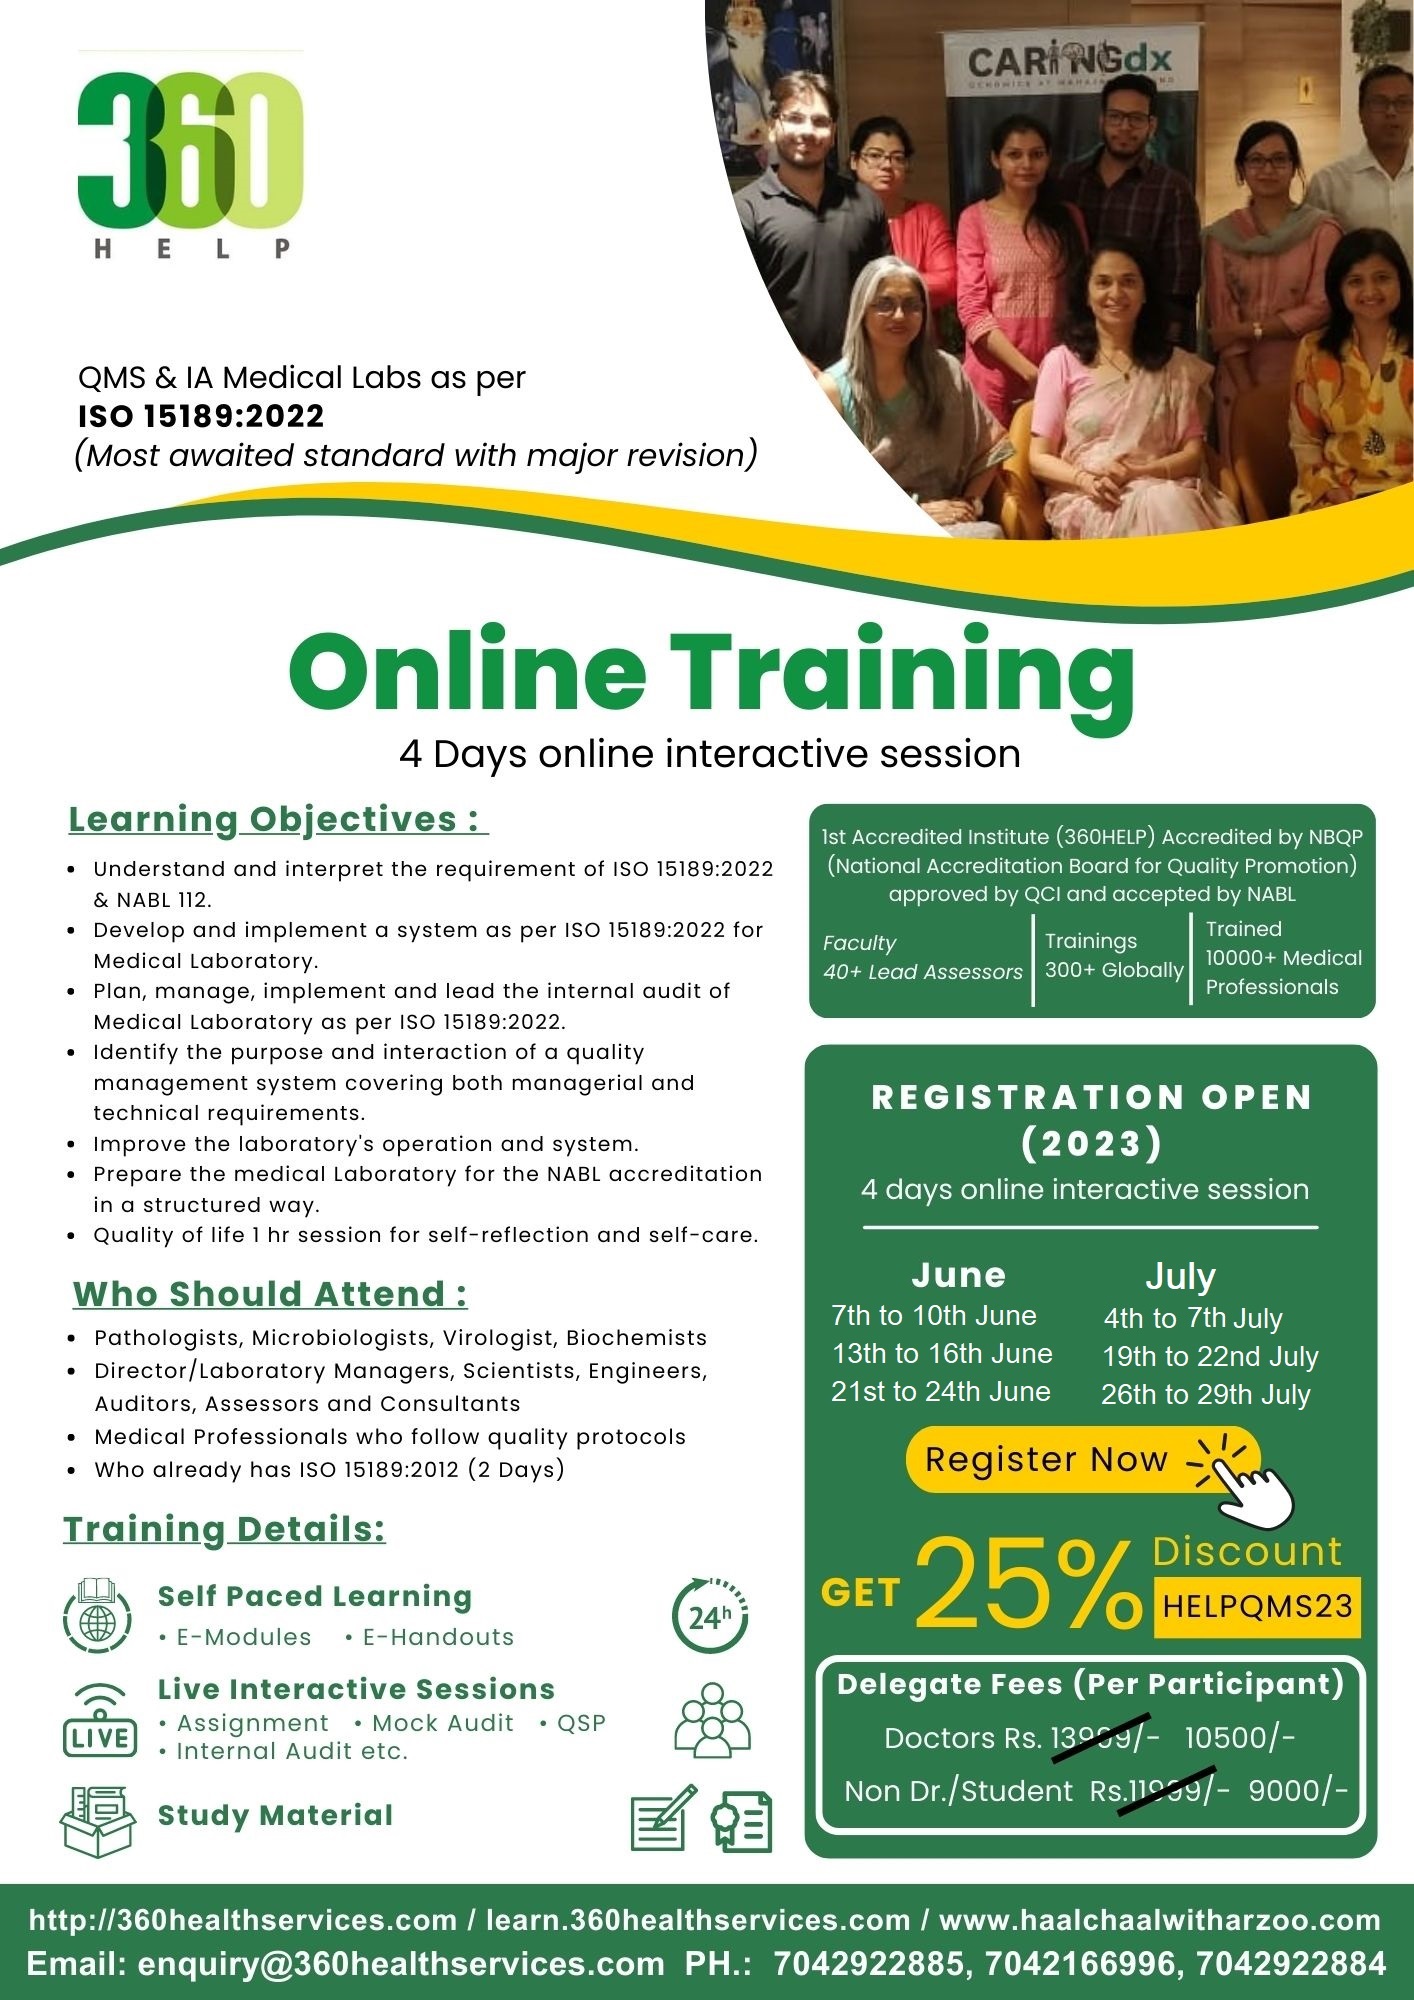 360
HELP
CARINGdx
QMS & IA Medical Labs as per
ISO 15189:2022
(Most awaited standard with major revision)
Online Training
4 Days online interactive session
Learning Objectives :
• Understand and interpret the requirement of ISO 15189:2022
& NABL 112.
• Develop and implement a system as per ISO 15189:2022 for
Medical Laboratory.
• Plan, manage, implement and lead the internal audit of
Medical Laboratory as per ISO 15189:2022.
• Identify the purpose and interaction of a quality
management system covering both managerial and
technical requirements.
• Improve the laboratory's operation and system.
• Prepare the medical Laboratory for the NABL accreditation
in a structured way.
• Quality of life 1 hr session for self-reflection and self-care.
Who Should Attend :
• Pathologists, Microbiologists, Virologist, Biochemists
• Director/Laboratory Managers, Scientists, Engineers,
Auditors, Assessors and Consultants
• Medical Professionals who follow quality protocols
• Who already has ISO 15189:2012 (2 Days)
Training Details:
Self Paced Learning
• E-Modules • E-Handouts
24h
Live Interactive Sessions
• Assignment • Mock Audit • QSP
• Internal Audit etc.
LIVE
Study Material
1st Accredited Institute (360HELP) Accredited by NBQP
(National Accreditation Board for Quality Promotion)
approved by QCI and accepted by NABL
Faculty
40+ Lead Assessors
Trainings
300+ Globally
Trained
10000+ Medical
Professionals
REGISTRATION OPEN
(2023)
4 days online interactive session
June
7th to 10th June
13th to 16th June
21st to 24th June
July
4th to 7th July
19th to 22nd July
26th to 29th July
Register Now
GET 25% Discount
HELPQMS23
Delegate Fees (Per Participant)
Doctors Rs. 13999/- 10500/-
Non Dr./Student Rs.11999/- 9000/-
http://360healthservices.com / learn.360healthservices.com / www.haalchaalwitharzoo.com
Email: enquiry@360healthservices.com PH.: 7042922885, 7042166996, 7042922884